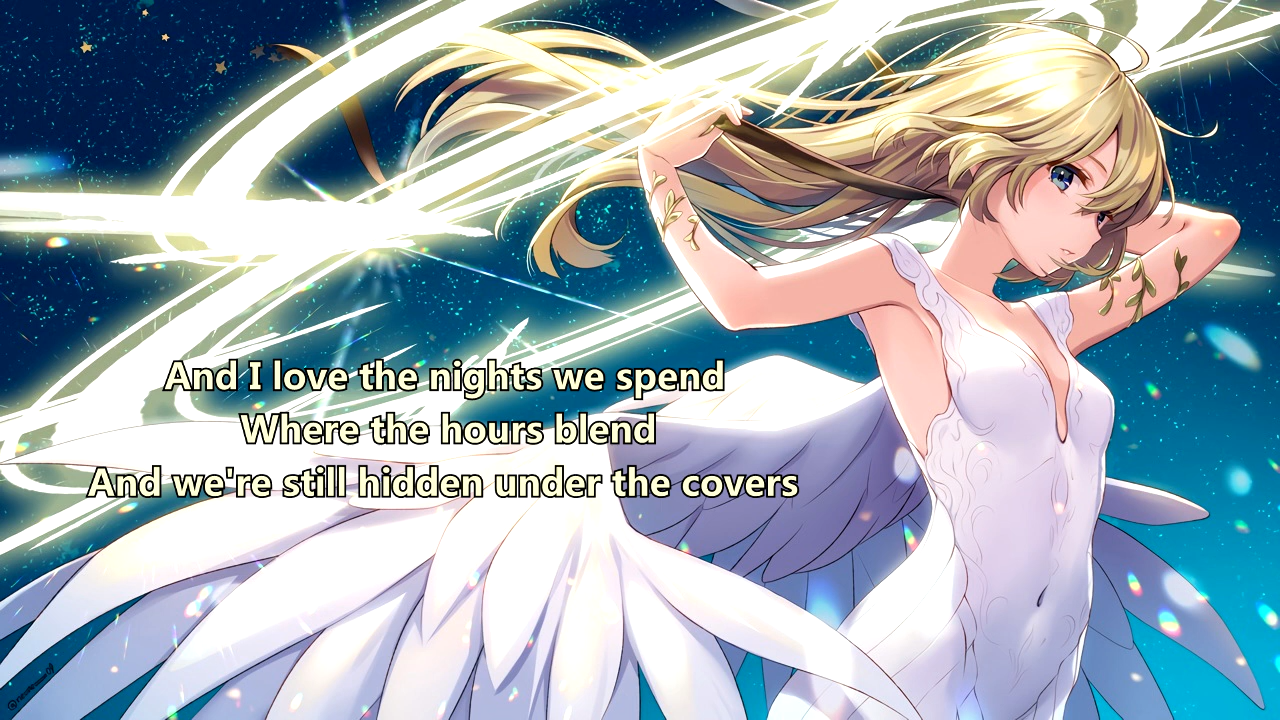 And I love the nights we spend
Where the hours blend
And we're still hidden under the covers